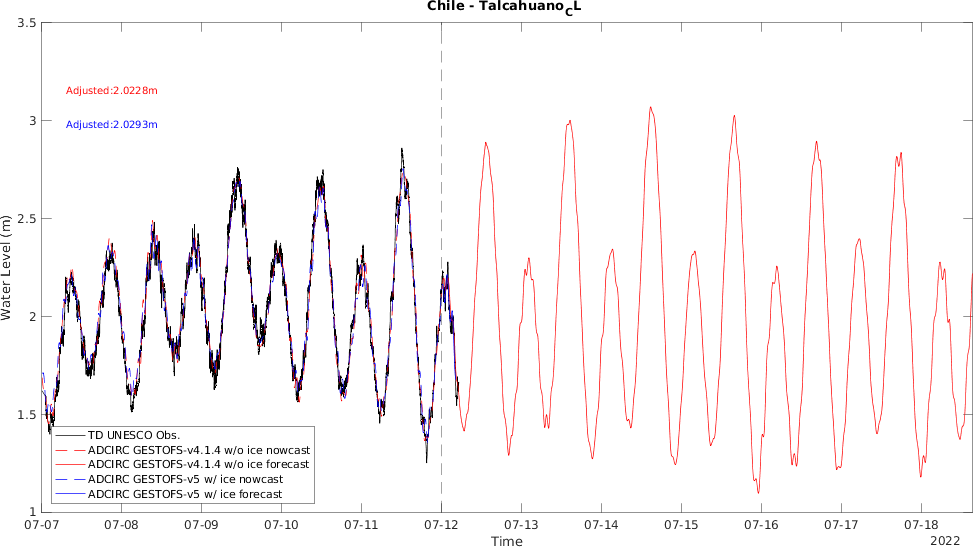 Chile - Talcahuano_CL
3.5
3
2.5
2
1.5
1
Water Level (m)
Adjusted:2.0228m
Adjusted:2.0293m
TD UNESCO Obs.
ADCIRC GESTOFS-v4.1.4 w/o ice nowcast
ADCIRC GESTOFS-v4.1.4 w/o ice forecast
ADCIRC GESTOFS-v5 w/ ice nowcast
ADCIRC GESTOFS-v5 w/ ice forecast
07-07 07-08 07-09 07-10 07-11 07-12 07-13 07-14 07-15 07-16 07-17 07-18
Time
2022